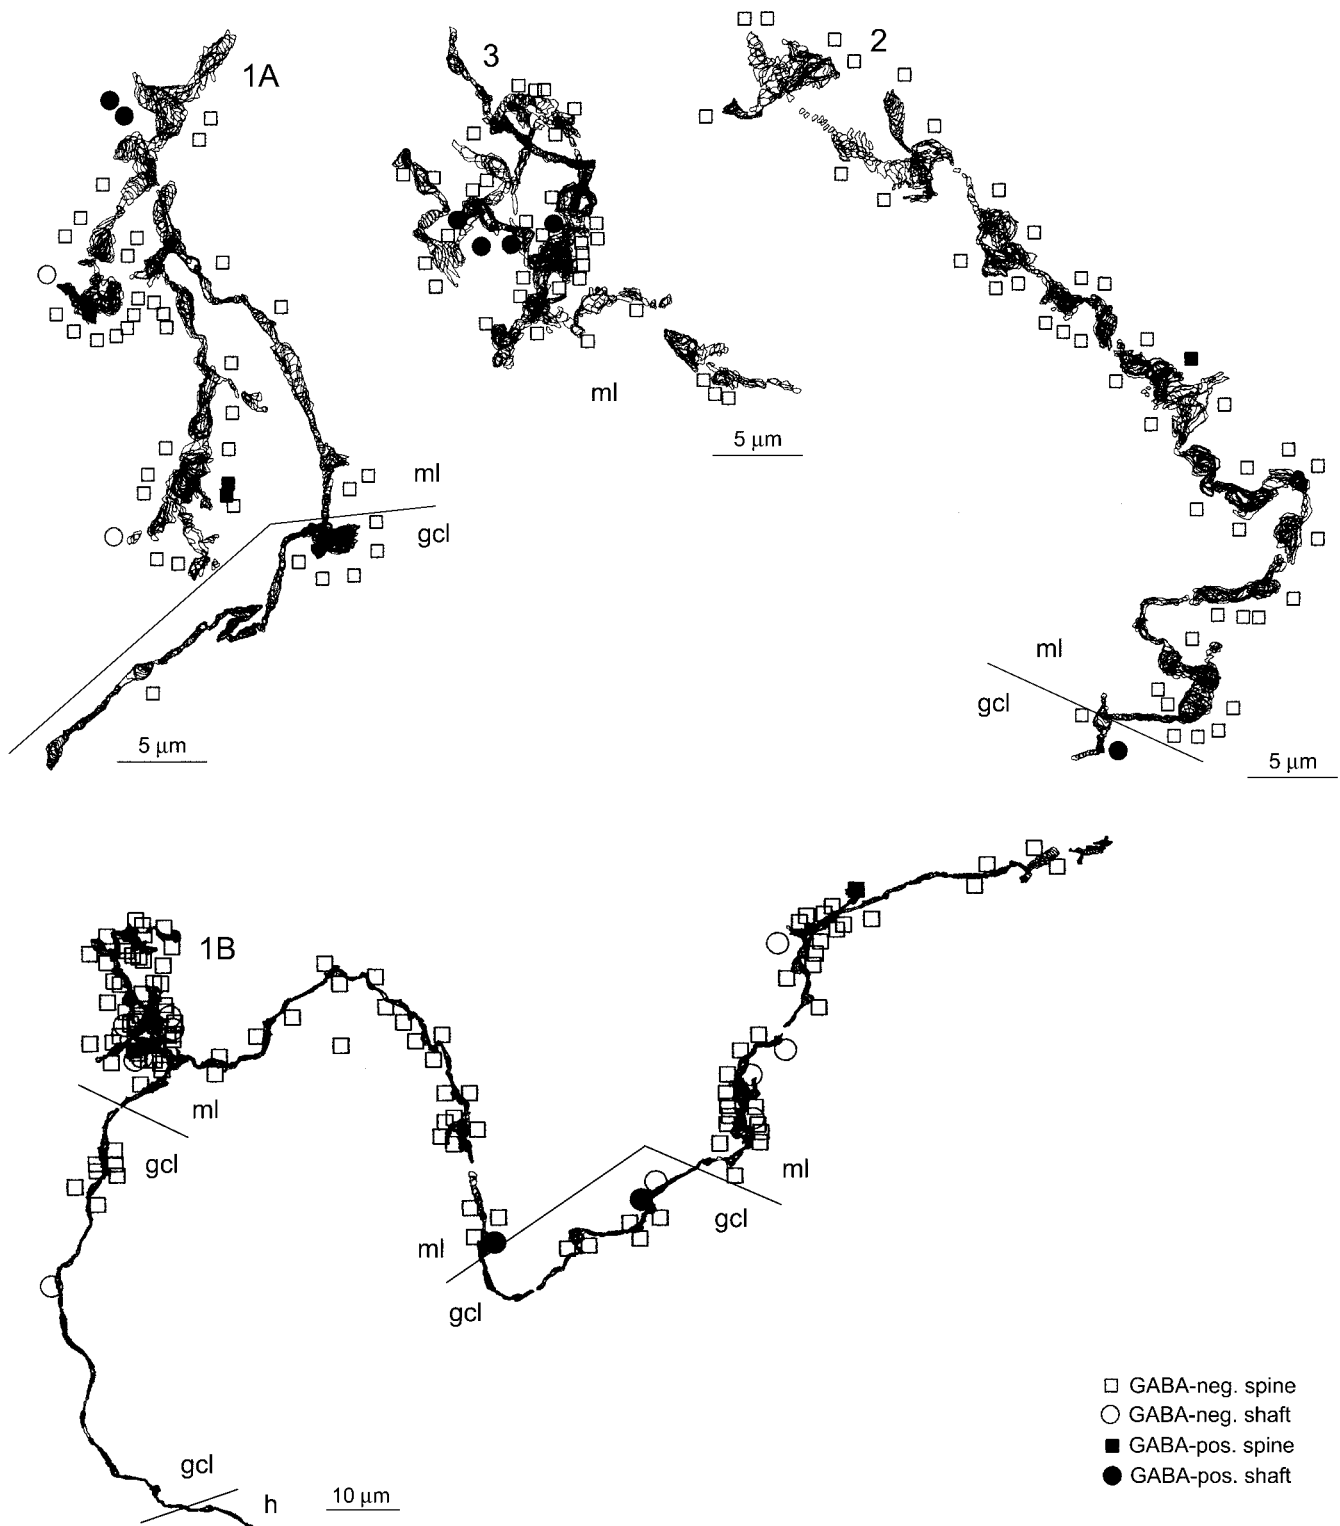 1A
3
2
ml
5 μm
ml
gcl
ml
gcl
5 μm
5 μm
1B
ml
gcl
ml
gcl
ml
gcl
gcl
h
10 μm
GABA-neg. spine
GABA-neg. shaft
GABA-pos. spine
GABA-pos. shaft